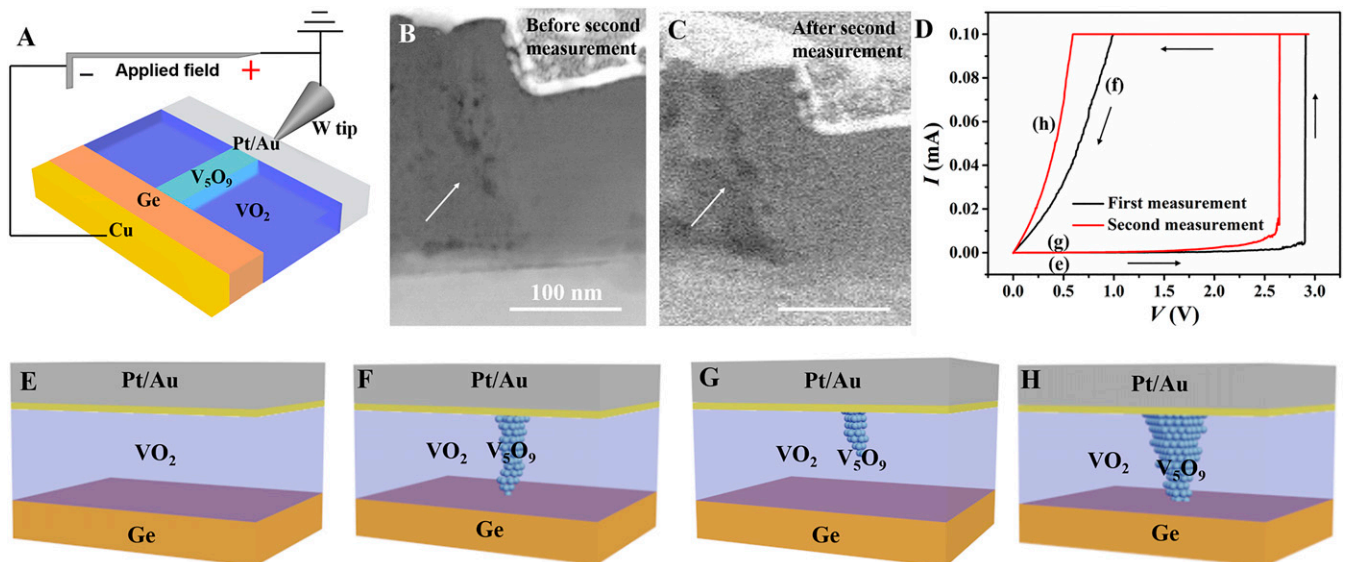 A
Applied field
−
+
W tip
Pt/Au
V₅O₉
Ge
VO₂
Cu
B
Before second
measurement
100 nm
C
After second
measurement
D
I (mA)
0.10
0.08
0.06
0.04
0.02
0.00
(f)
(h)
First measurement
Second measurement
(g)
(e)
0.0 0.5 1.0 1.5 2.0 2.5 3.0
V (V)
E
Pt/Au
VO₂
Ge
F
Pt/Au
VO₂ V₅O₉
Ge
G
Pt/Au
VO₂ V₅O₉
Ge
H
Pt/Au
VO₂ V₅O₉
Ge